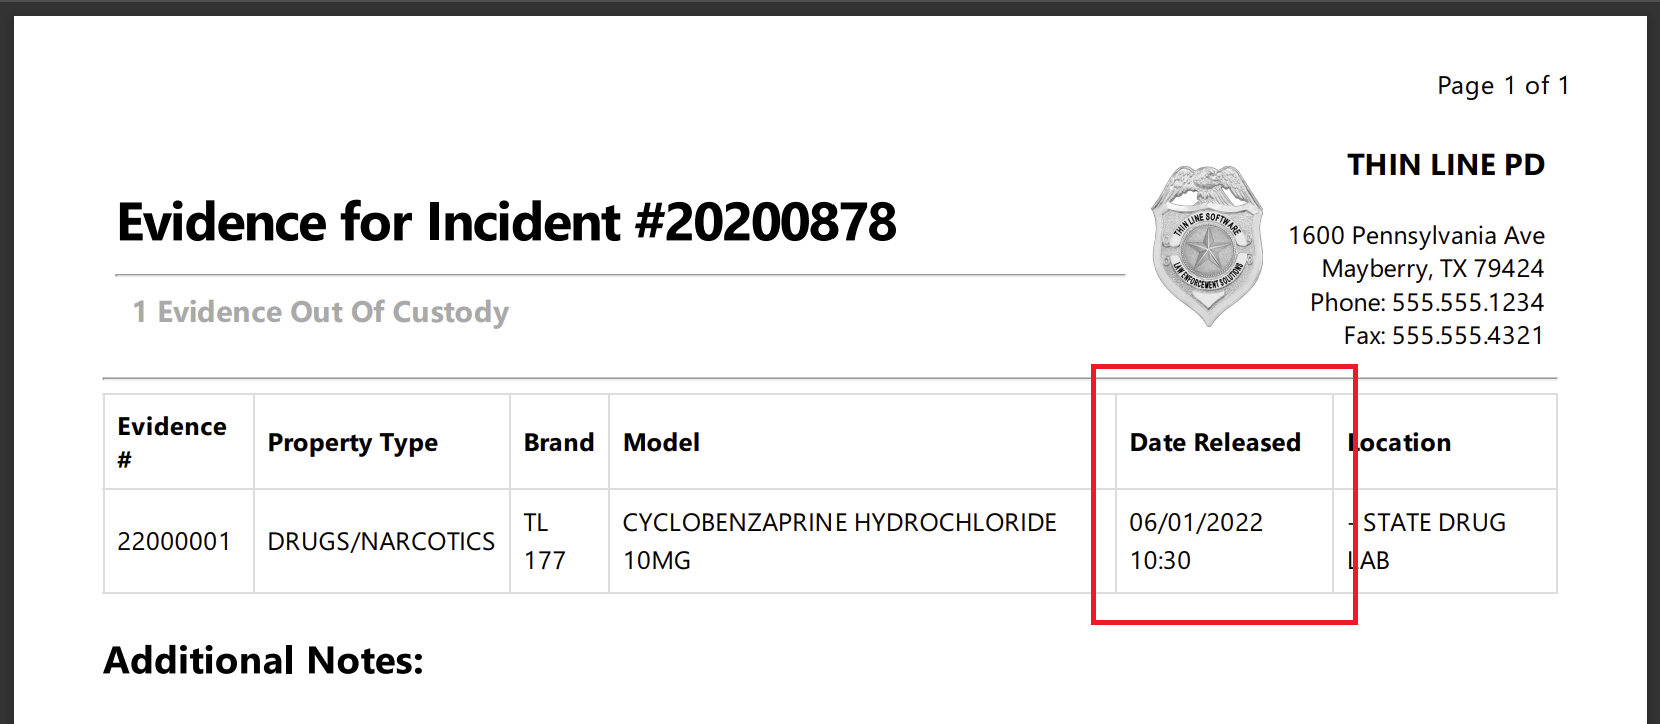 Page 1 of 1
THIN LINE PD
Evidence for Incident #20200878
THIN LINE SOFTWARE
LAW ENFORCEMENT SOLUTIONS
1600 Pennsylvania Ave
Mayberry, TX 79424
Phone: 555.555.1234
Fax: 555.555.4321
1 Evidence Out Of Custody
Evidence
#
Property Type
Brand
Model
Date Released
Location
22000001
DRUGS/NARCOTICS
TL
177
CYCLOBENZAPRINE HYDROCHLORIDE
10MG
06/01/2022
10:30
- STATE DRUG
LAB
Additional Notes: